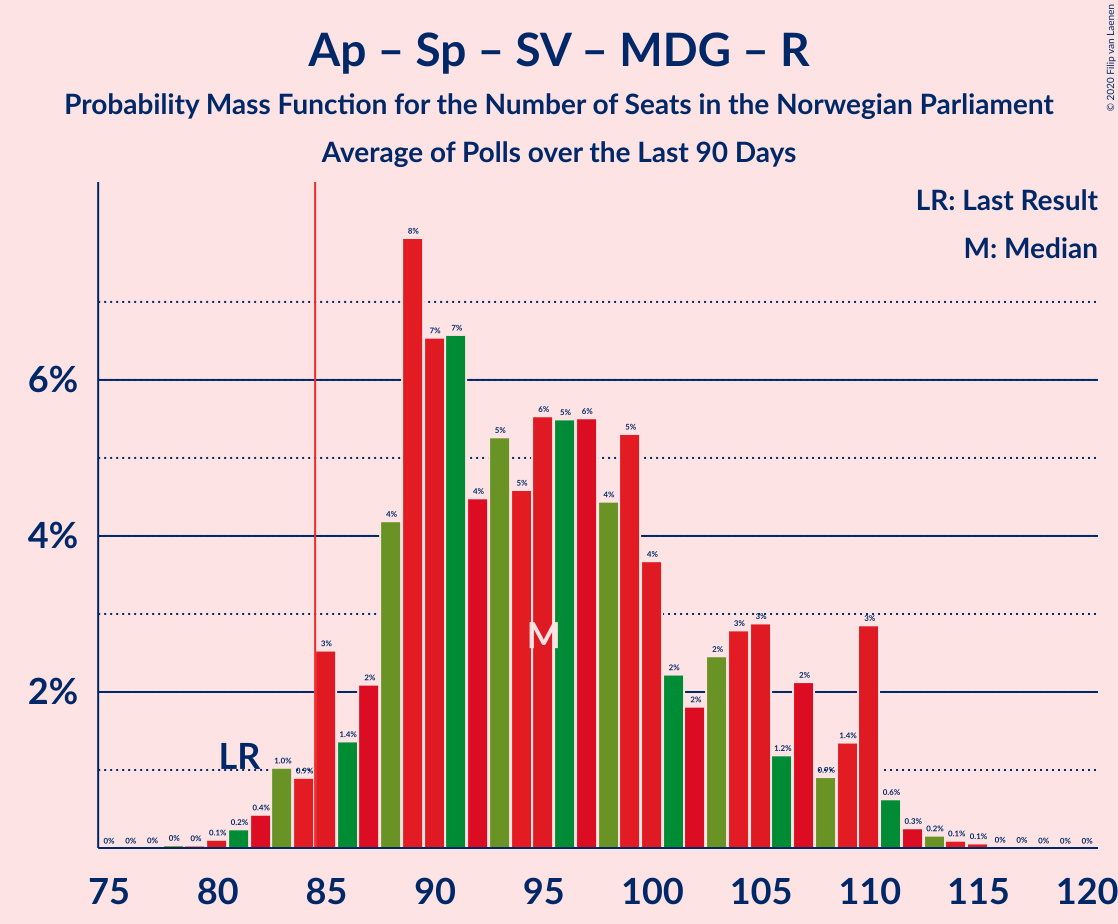 Ap – Sp – SV – MDG – R
Probability Mass Function for the Number of Seats in the Norwegian Parliament
Average of Polls over the Last 90 Days
© 2020 Filip van Laenen
LR: Last Result
M: Median
8%
7% 7%
6%
6% 5% 6%
5% 5%
5%
4% 4%
4%
4%
4%
3% 3% 3%
3%
M
2%
2% 2%
2%
2%
2%
1.4% 1.4%
1.2%
LR
1.0% 0.9% 0.9%
0.6%
0.4%
0.2% 0.3%
0% 0% 0% 0% 0% 0.1% 0.2% 0.1% 0.1% 0% 0% 0% 0% 0%
75 80 85 90 95 100 105 110 115 120